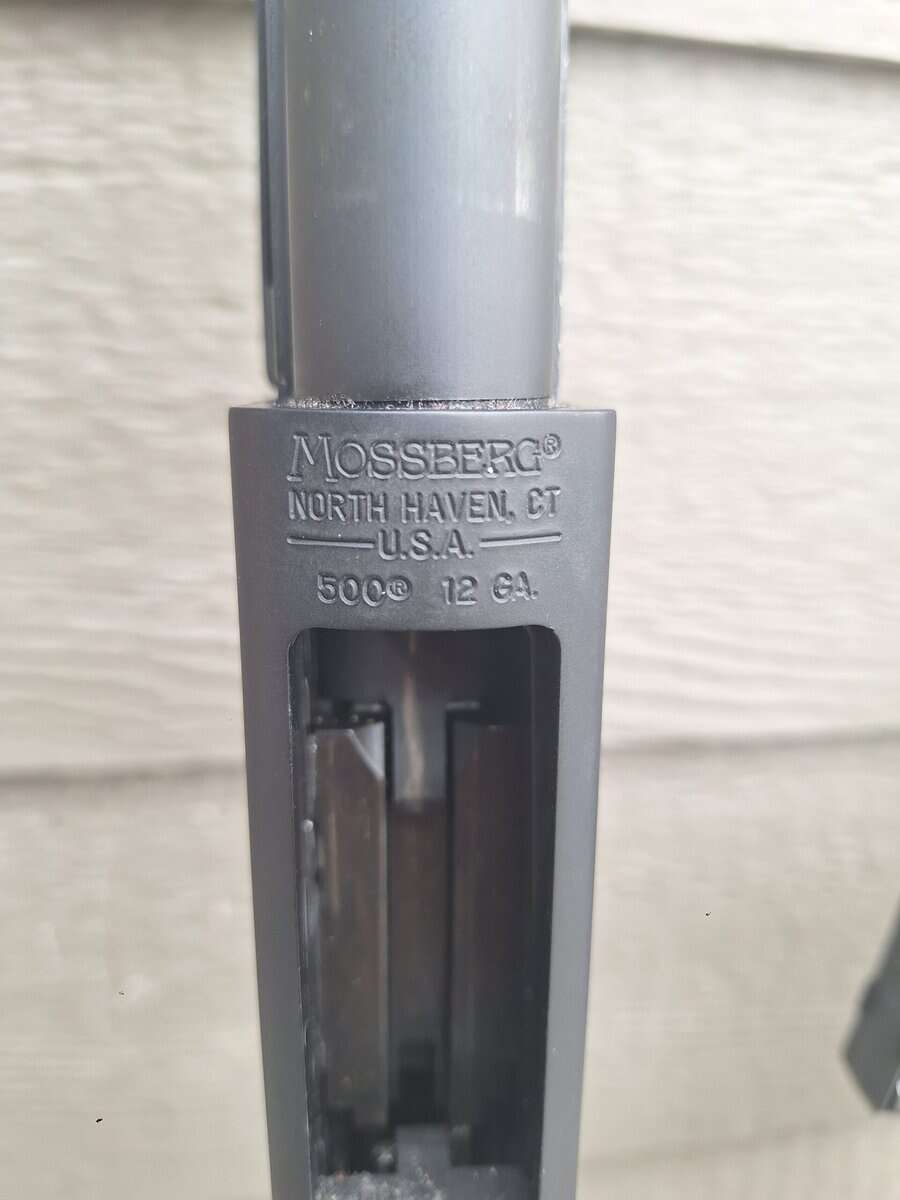 MOSSBERG®
NORTH HAVEN, CT
U.S.A.
500® 12 GA.